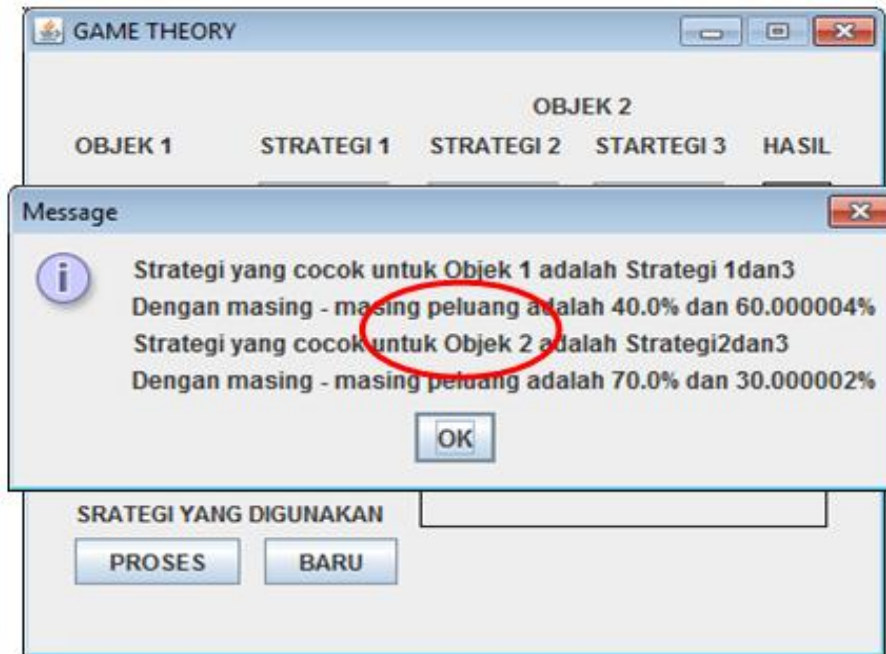 GAME THEORY
OBJEK 2
OBJEK 1 STRATEGI 1 STRATEGI 2 STARTEGI 3 HASIL
Message
Strategi yang cocok untuk Objek 1 adalah Strategi 1dan3
Dengan masing - masing peluang adalah 40.0% dan 60.000004%
Strategi yang cocok untuk Objek 2 adalah Strategi2dan3
Dengan masing - masing peluang adalah 70.0% dan 30.000002%
OK
SRATEGI YANG DIGUNAKAN
PROSES BARU